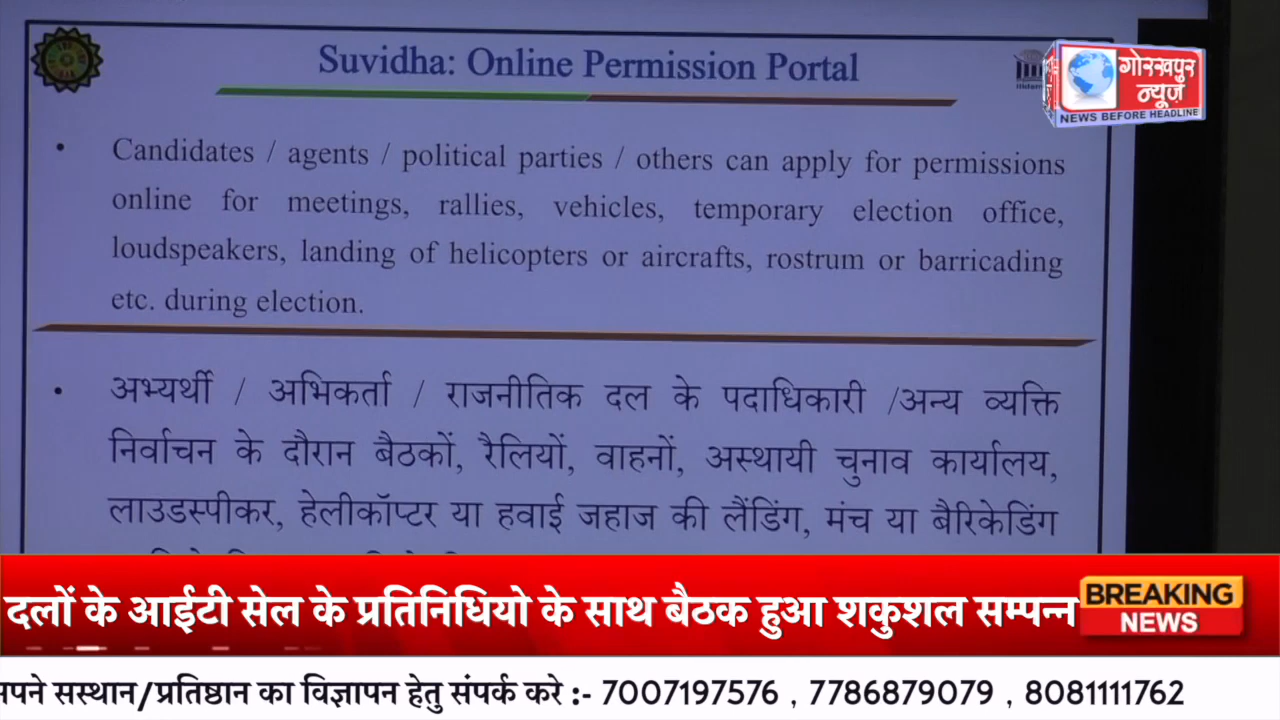 Suvidha: Online Permission Portal
गोरखपुर
न्यूज़
NEWS BEFORE HEADLINE
• Candidates / agents / political parties / others can apply for permissions
online for meetings, rallies, vehicles, temporary election office,
loudspeakers, landing of helicopters or aircrafts, rostrum or barricading
etc. during election.
• अभ्यर्थी / अभिकर्ता / राजनीतिक दल के पदाधिकारी /अन्य व्यक्ति
निर्वाचन के दौरान बैठकों, रैलियों, वाहनों, अस्थायी चुनाव कार्यालय,
लाउडस्पीकर, हेलीकॉप्टर या हवाई जहाज की लैंडिंग, मंच या बैरिकेडिंग
दलों के आईटी सेल के प्रतिनिधियो के साथ बैठक हुआ शकुशल सम्पन्न
BREAKING
NEWS
सस्थान/प्रतिष्ठान का विज्ञापन हेतु संपर्क करे :- 7007197576 , 7786879079 , 8081111762